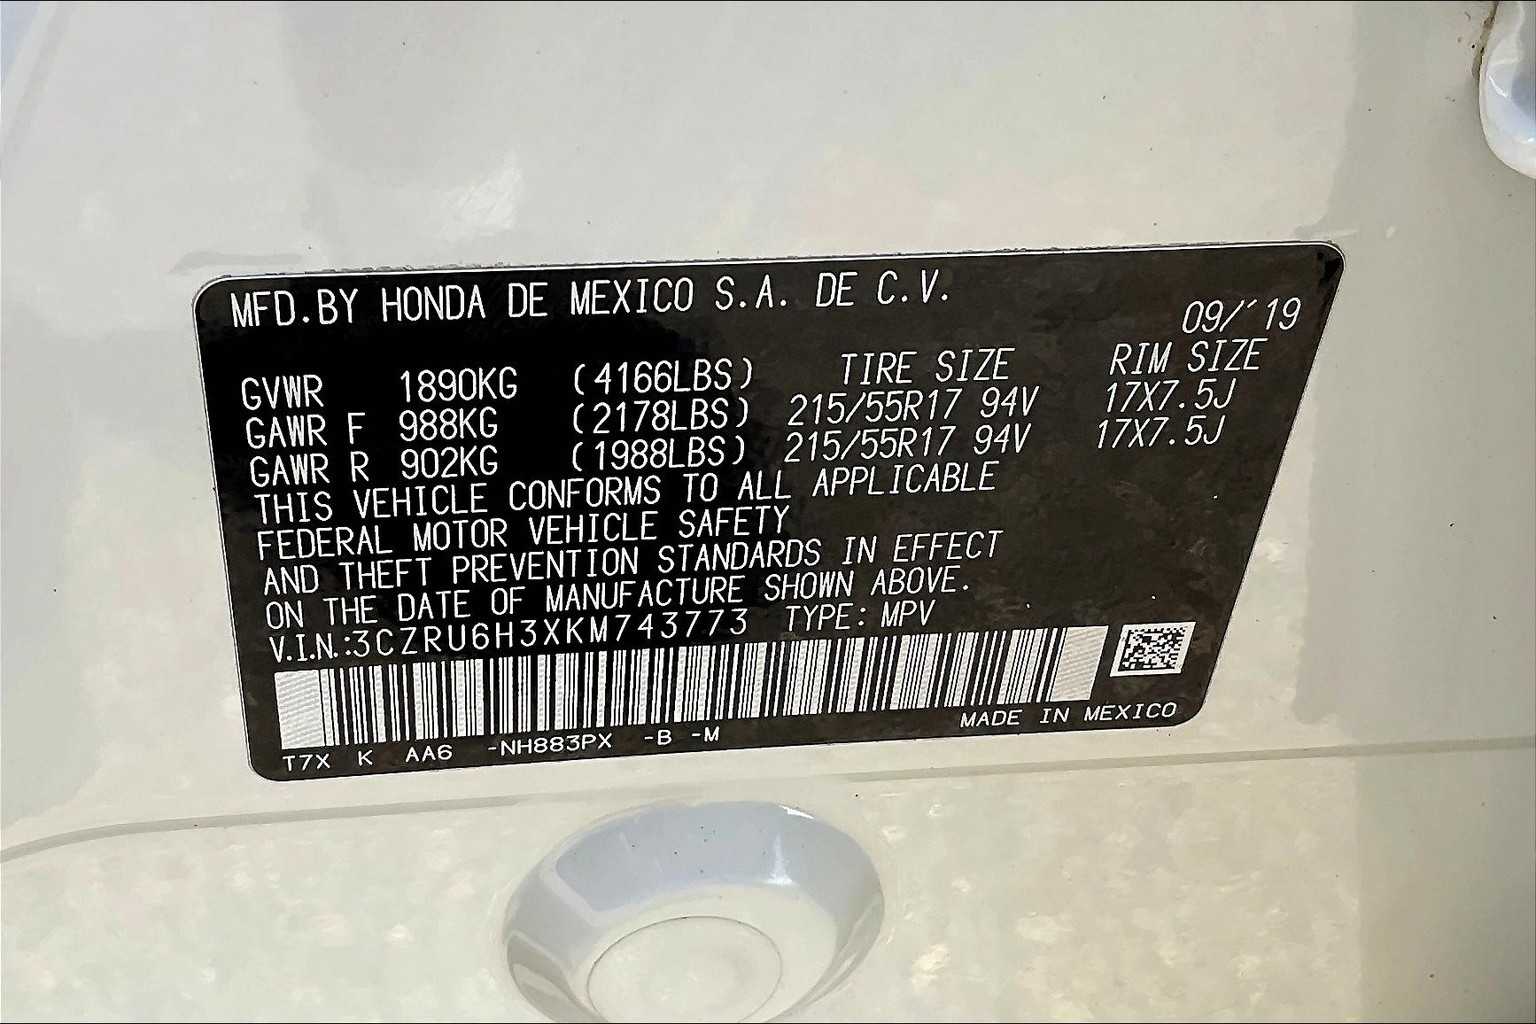 MFD.BY HONDA DE MEXICO S.A. DE C.V.
09/´19
TIRE SIZE RIM SIZE
GVWR 1890KG (4166LBS)
GAWR F 988KG (2178LBS) 215/55R17 94V 17X7.5J
GAWR R 902KG (1988LBS) 215/55R17 94V 17X7.5J
THIS VEHICLE CONFORMS TO ALL APPLICABLE
FEDERAL MOTOR VEHICLE SAFETY
AND THEFT PREVENTION STANDARDS IN EFFECT
ON THE DATE OF MANUFACTURE SHOWN ABOVE.
V.I.N.:3CZRU6H3XKM743773 TYPE: MPV
MADE IN MEXICO
T7X K AA6 -NH883PX -B -M